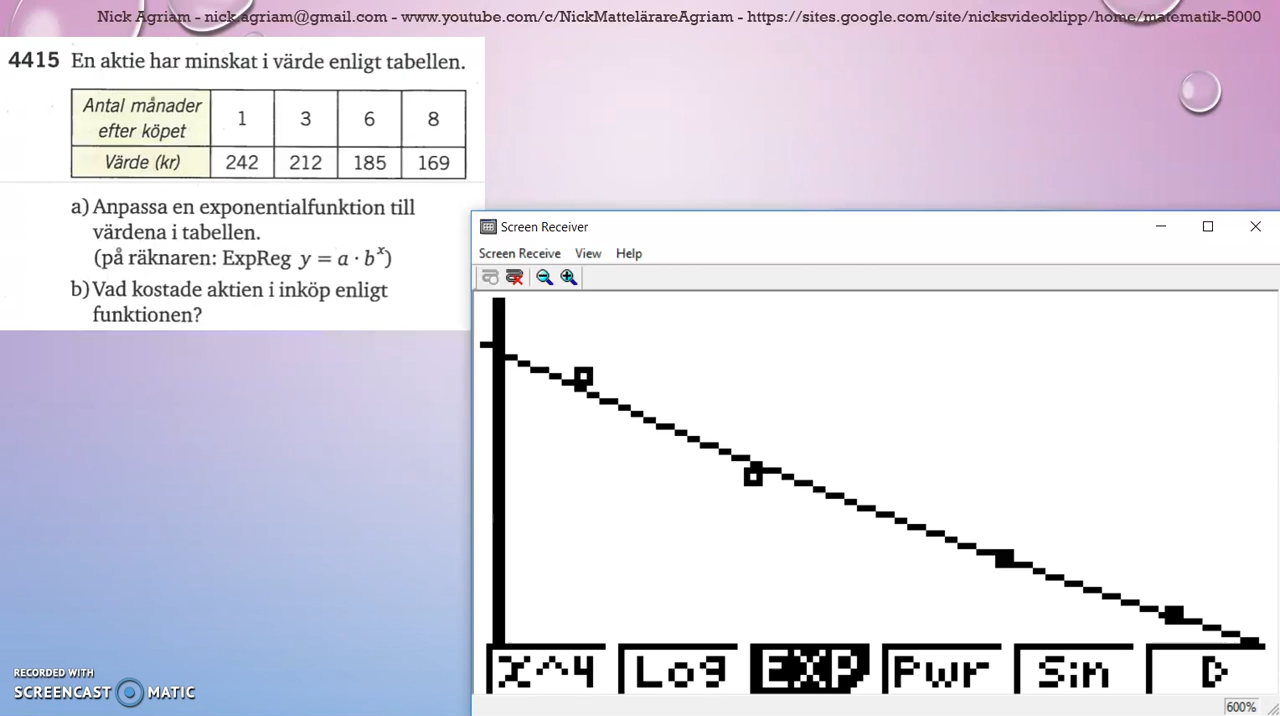 Nick Agriam - nick.agriam@gmail.com - www.youtube.com/c/NickMattelärareAgriam - https://sites.google.com/site/nicksvideoklipp/home/matematik-5000
4415 En aktie har minskat i värde enligt tabellen.
Antal månader efter köpet 1 3 6 8
Värde (kr) 242 212 185 169
a) Anpassa en exponentialfunktion till
värdena i tabellen.
(på räknaren: ExpReg y = a · b^x)
b) Vad kostade aktien i inköp enligt
funktionen?
Screen Receiver
Screen Receive View Help
x^4 Log EXP Pwr Sin D
600%
RECORDED WITH
SCREENCAST MATIC